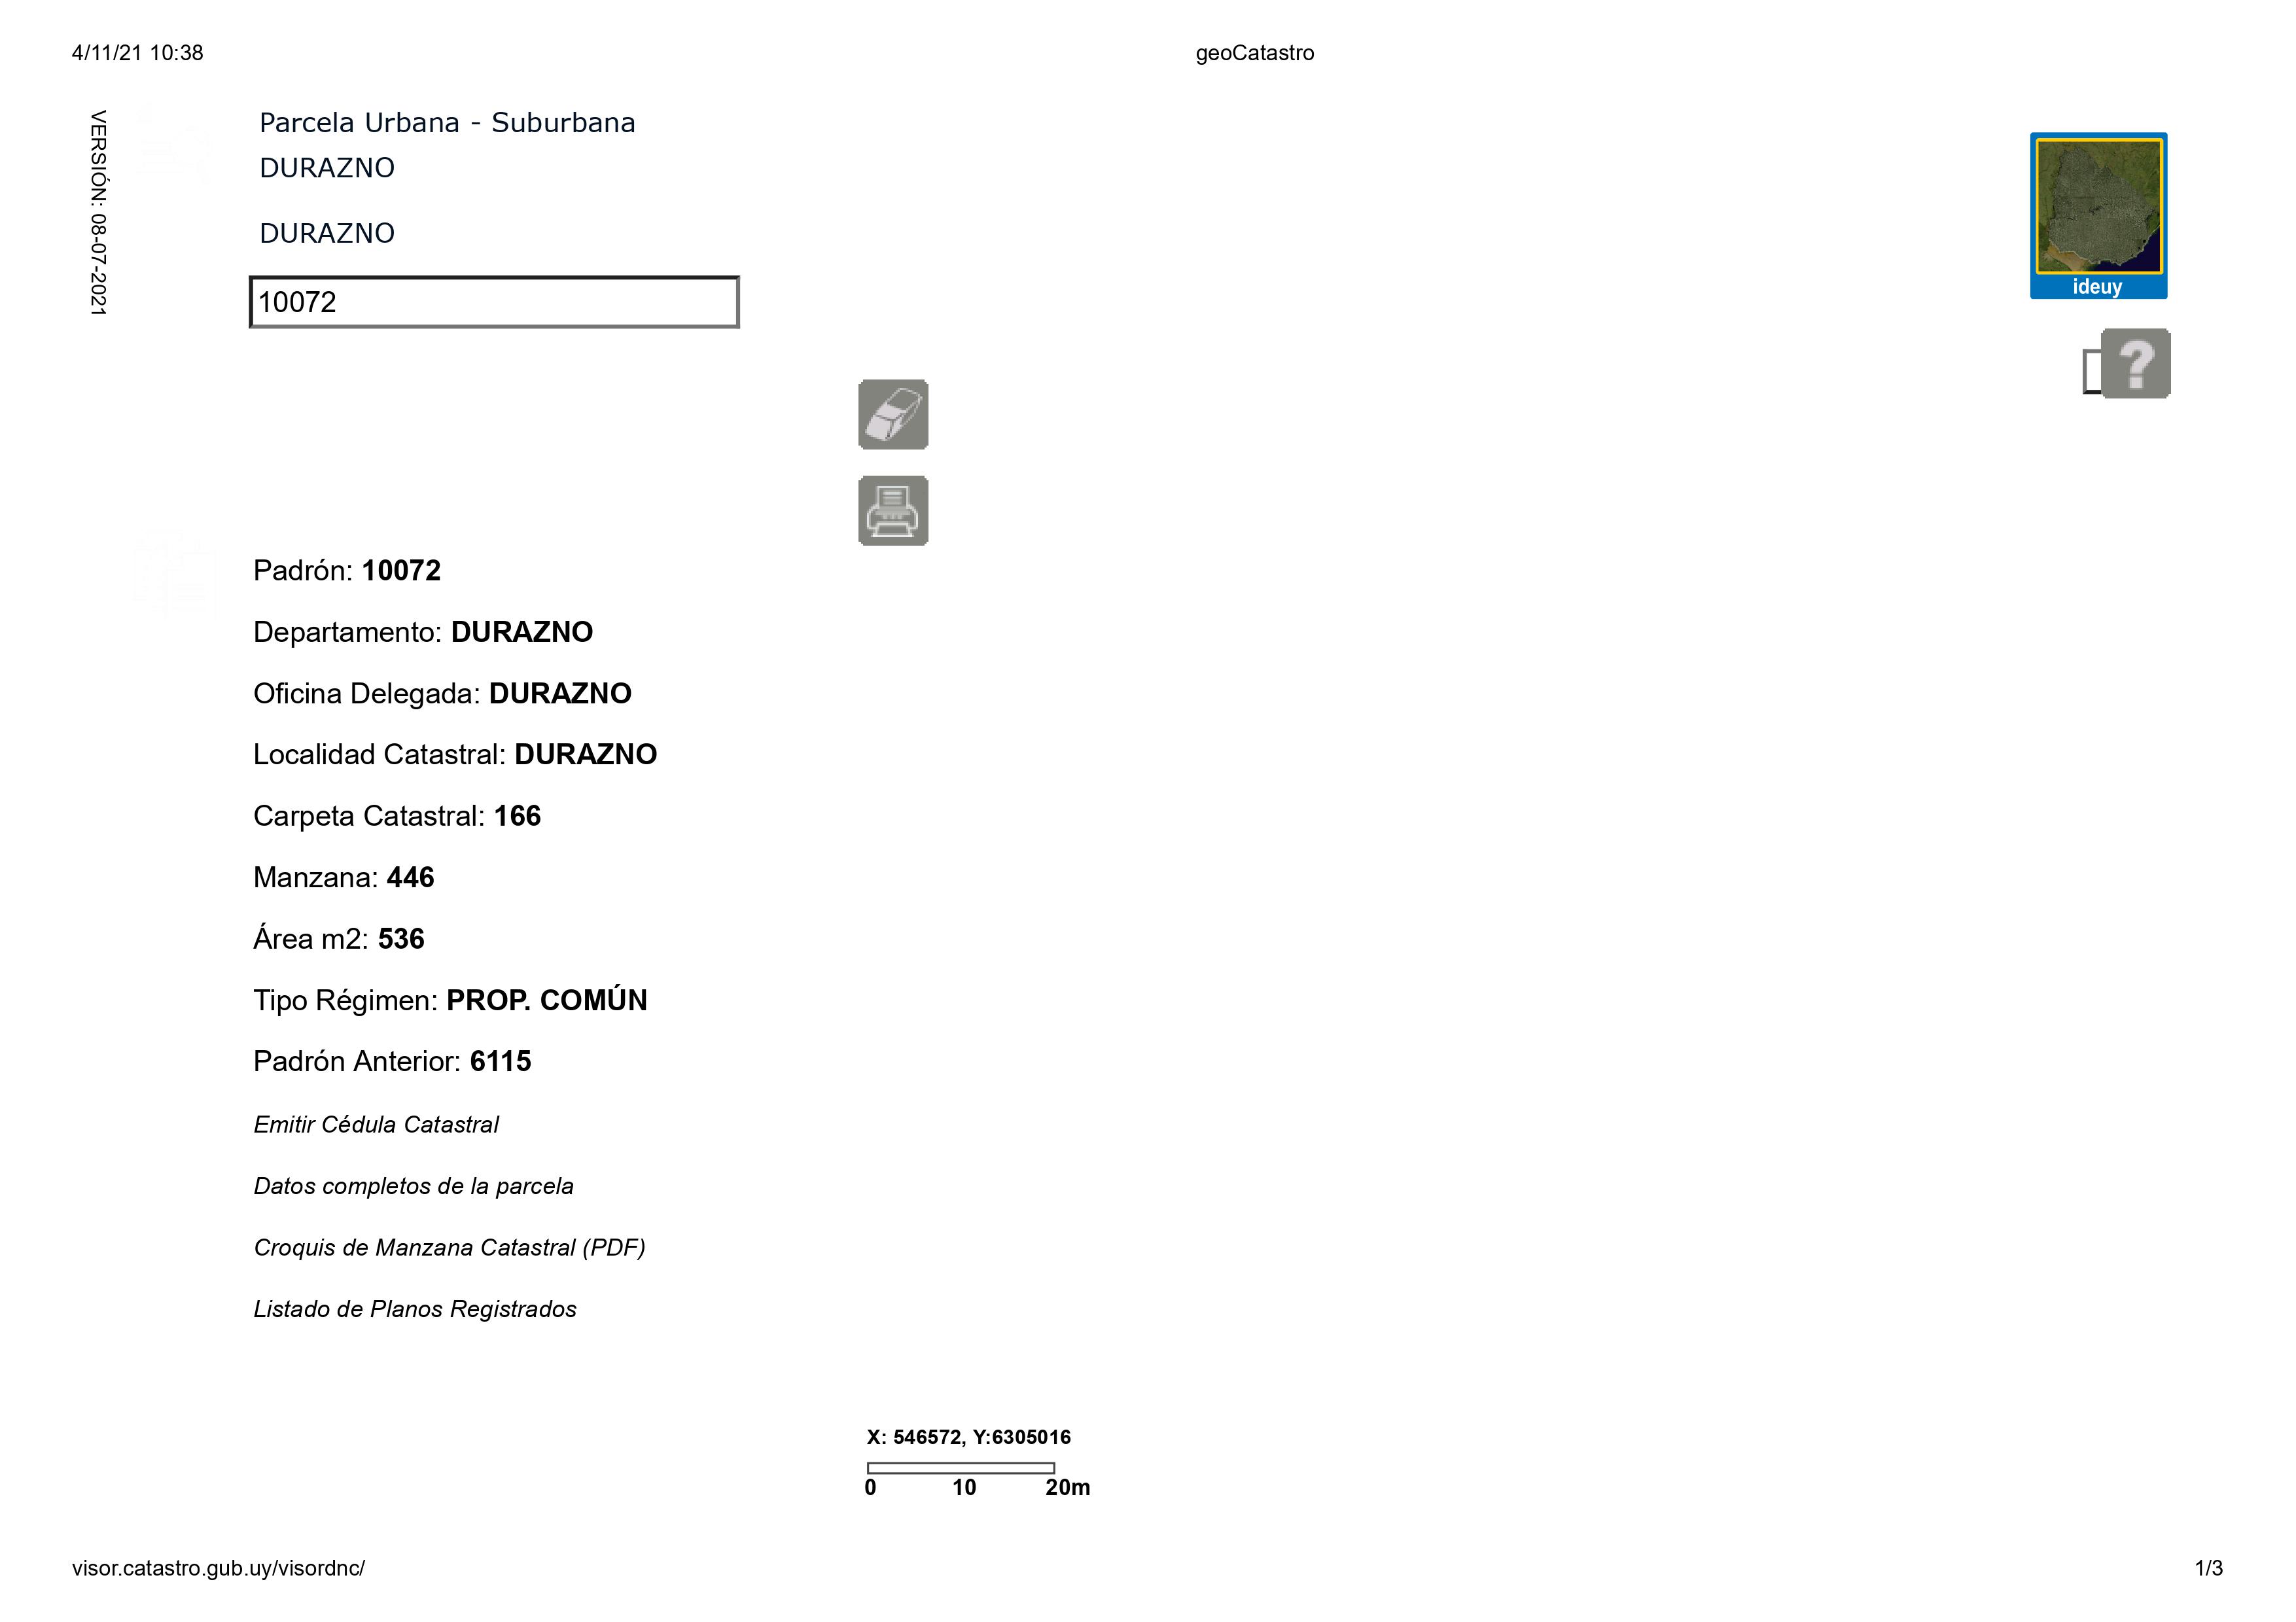 4/11/21 10:38
geoCatastro
VERSIÓN: 08-07-2021
Parcela Urbana - Suburbana
DURAZNO
DURAZNO
10072
ideuy
?
Padrón: 10072
Departamento: DURAZNO
Oficina Delegada: DURAZNO
Localidad Catastral: DURAZNO
Carpeta Catastral: 166
Manzana: 446
Área m2: 536
Tipo Régimen: PROP. COMÚN
Padrón Anterior: 6115
Emitir Cédula Catastral
Datos completos de la parcela
Croquis de Manzana Catastral (PDF)
Listado de Planos Registrados
X: 546572, Y:6305016
0 10 20m
visor.catastro.gub.uy/visordnc/
1/3